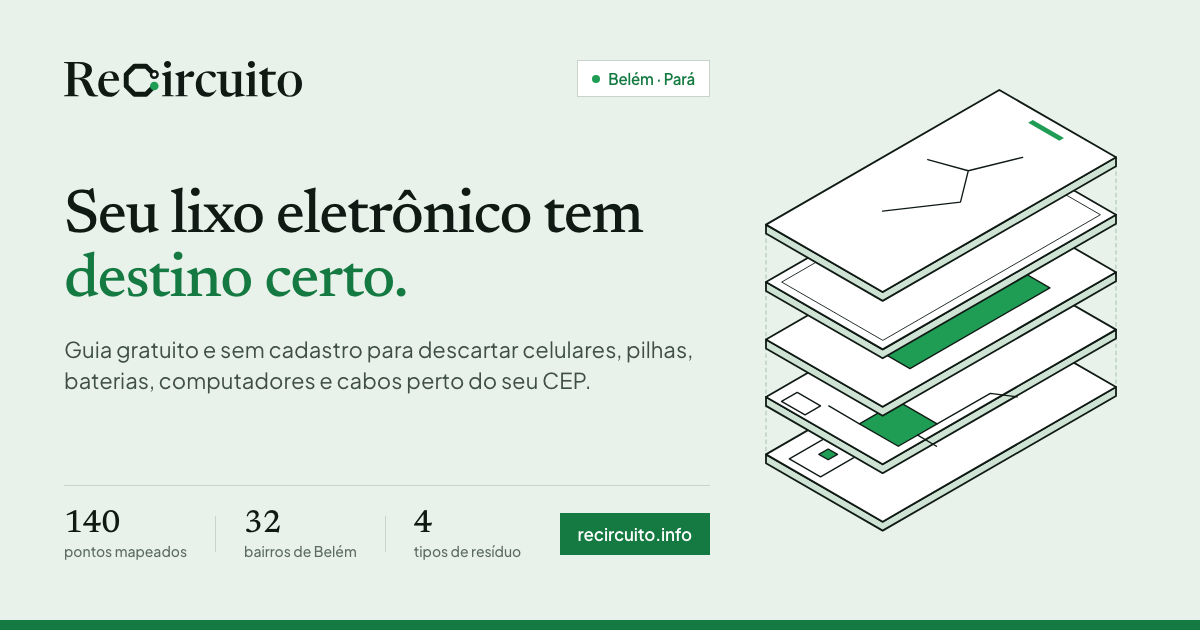 ReCircuito
Belém · Pará
Seu lixo eletrônico tem
destino certo.
Guia gratuito e sem cadastro para descartar celulares, pilhas,
baterias, computadores e cabos perto do seu CEP.
140
pontos mapeados
32
bairros de Belém
4
tipos de resíduo
recircuito.info